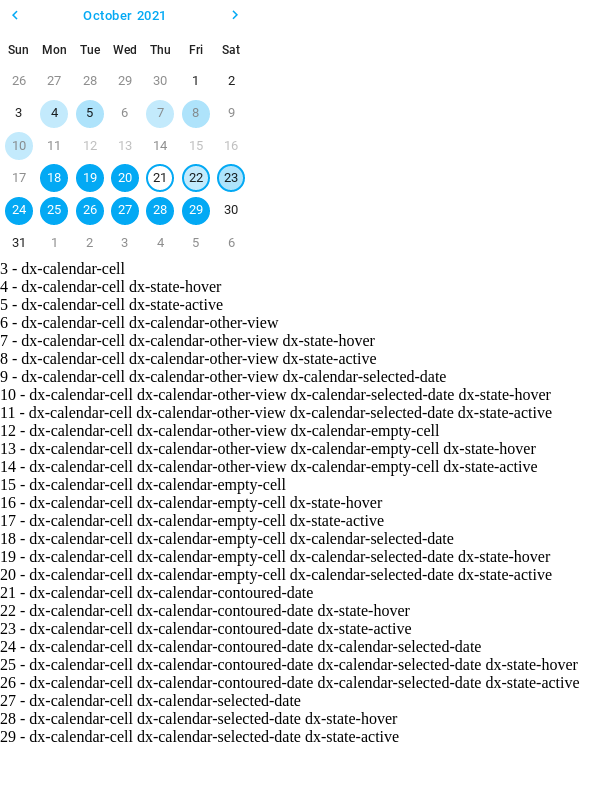 October 2021
Sun Mon Tue Wed Thu Fri Sat
26 27 28 29 30 1 2
3 4 5 6 7 8 9
10 11 12 13 14 15 16
17 18 19 20 21 22 23
24 25 26 27 28 29 30
31 1 2 3 4 5 6
3 - dx-calendar-cell
4 - dx-calendar-cell dx-state-hover
5 - dx-calendar-cell dx-state-active
6 - dx-calendar-cell dx-calendar-other-view
7 - dx-calendar-cell dx-calendar-other-view dx-state-hover
8 - dx-calendar-cell dx-calendar-other-view dx-state-active
9 - dx-calendar-cell dx-calendar-other-view dx-calendar-selected-date
10 - dx-calendar-cell dx-calendar-other-view dx-calendar-selected-date dx-state-hover
11 - dx-calendar-cell dx-calendar-other-view dx-calendar-selected-date dx-state-active
12 - dx-calendar-cell dx-calendar-other-view dx-calendar-empty-cell
13 - dx-calendar-cell dx-calendar-other-view dx-calendar-empty-cell dx-state-hover
14 - dx-calendar-cell dx-calendar-other-view dx-calendar-empty-cell dx-state-active
15 - dx-calendar-cell dx-calendar-empty-cell
16 - dx-calendar-cell dx-calendar-empty-cell dx-state-hover
17 - dx-calendar-cell dx-calendar-empty-cell dx-state-active
18 - dx-calendar-cell dx-calendar-empty-cell dx-calendar-selected-date
19 - dx-calendar-cell dx-calendar-empty-cell dx-calendar-selected-date dx-state-hover
20 - dx-calendar-cell dx-calendar-empty-cell dx-calendar-selected-date dx-state-active
21 - dx-calendar-cell dx-calendar-contoured-date
22 - dx-calendar-cell dx-calendar-contoured-date dx-state-hover
23 - dx-calendar-cell dx-calendar-contoured-date dx-state-active
24 - dx-calendar-cell dx-calendar-contoured-date dx-calendar-selected-date
25 - dx-calendar-cell dx-calendar-contoured-date dx-calendar-selected-date dx-state-hover
26 - dx-calendar-cell dx-calendar-contoured-date dx-calendar-selected-date dx-state-active
27 - dx-calendar-cell dx-calendar-selected-date
28 - dx-calendar-cell dx-calendar-selected-date dx-state-hover
29 - dx-calendar-cell dx-calendar-selected-date dx-state-active